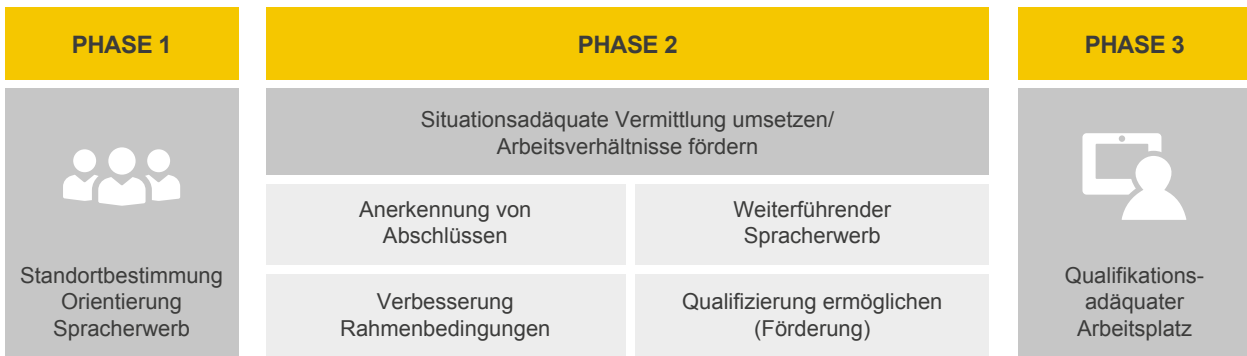 PHASE 1
Standortbestimmung
Orientierung
Spracherwerb
PHASE 2
Situationsadäquate Vermittlung umsetzen/
Arbeitsverhältnisse fördern
Anerkennung von
Abschlüssen
Weiterführender
Spracherwerb
Verbesserung
Rahmenbedingungen
Qualifizierung ermöglichen
(Förderung)
PHASE 3
Qualifikations-
adäquater
Arbeitsplatz